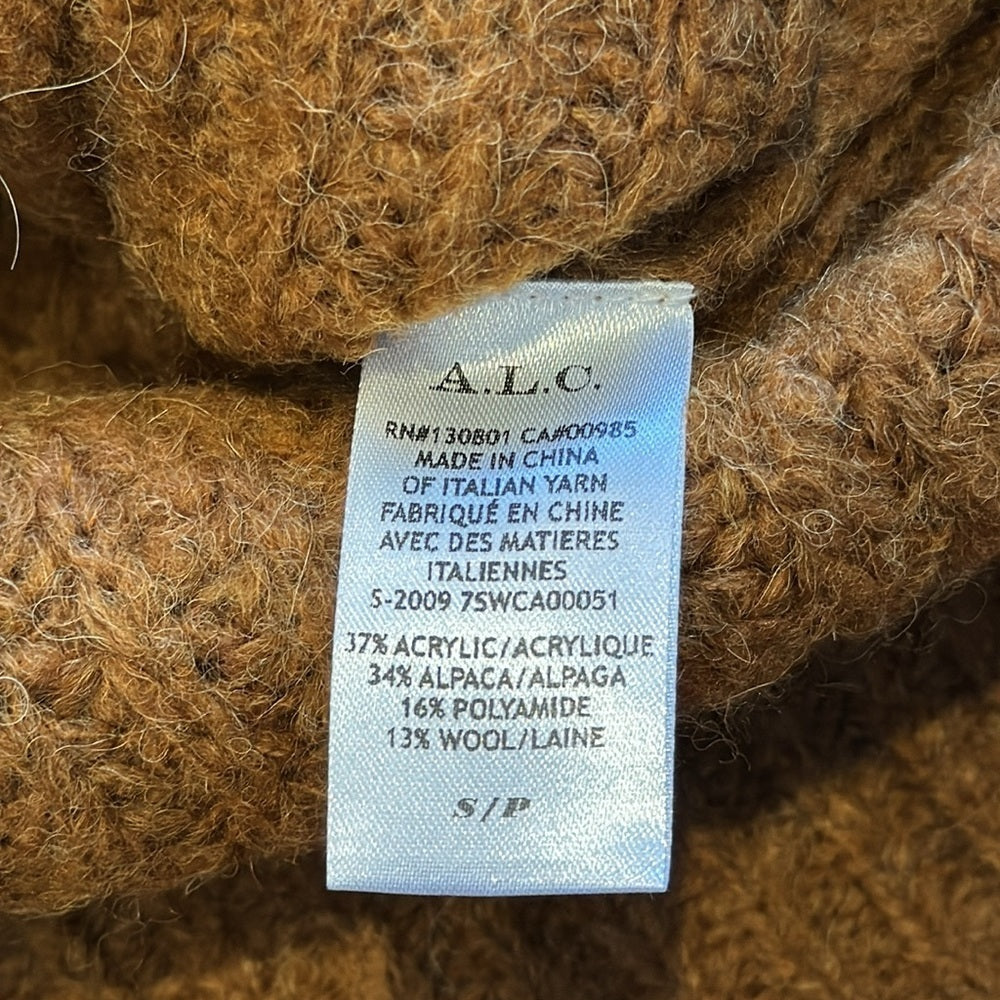 A.L.C.
RN#130801 CA#00985
MADE IN CHINA
OF ITALIAN YARN
FABRIQUÉ EN CHINE
AVEC DES MATIERES
ITALIENNES
S-2009 7SWCA00051
37% ACRYLIC/ACRYLIQUE
34% ALPACA/ALPAGA
16% POLYAMIDE
13% WOOL/LAINE
S/P